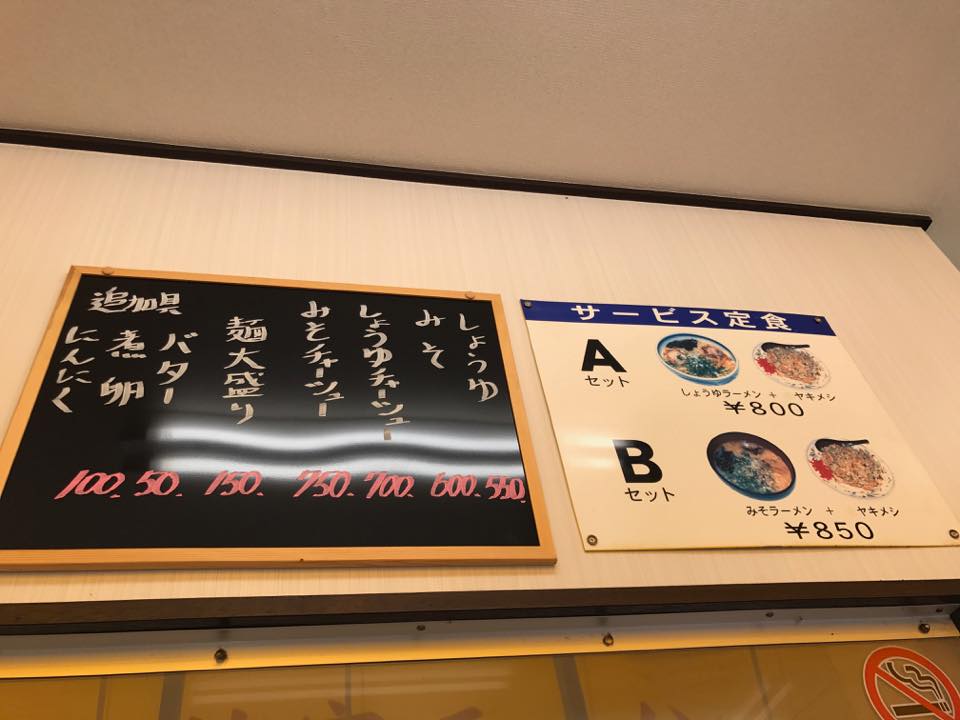 しょうゆ
みそ
しょうゆチャーシュー
みそチャーシュー
麺大盛り
追加具
バター
煮卵
にんにく
100. 50. 150. 750. 700. 600. 550.
サービス定食
A
セット
しょうゆラーメン + ヤキメシ
¥800
B
セット
みそラーメン + ヤキメシ
¥850